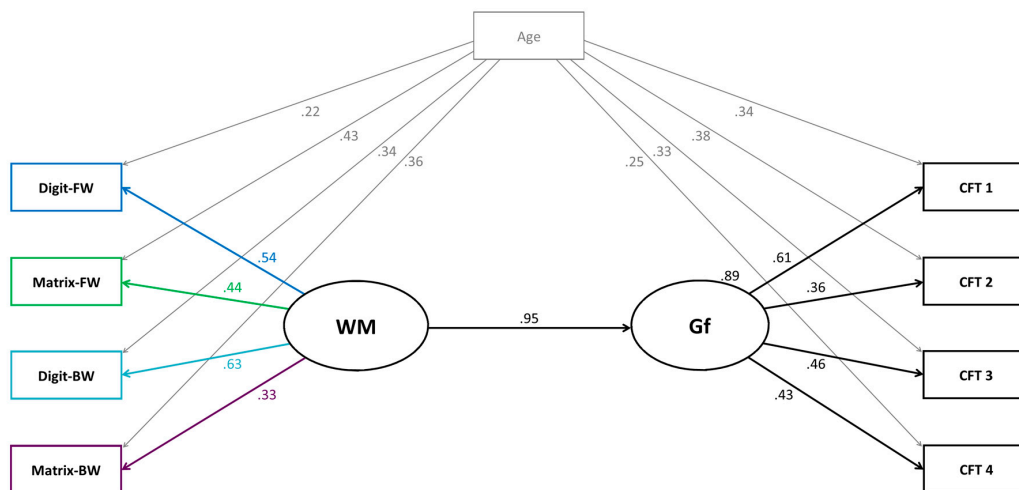 Age
.22
.43
.34
.36
.34
.38
.33
.25
Digit-FW
CFT 1
.54
.61
Matrix-FW
.44
.89
.36
CFT 2
WM
.95
Gf
Digit-BW
.63
.46
CFT 3
.33
.43
Matrix-BW
CFT 4